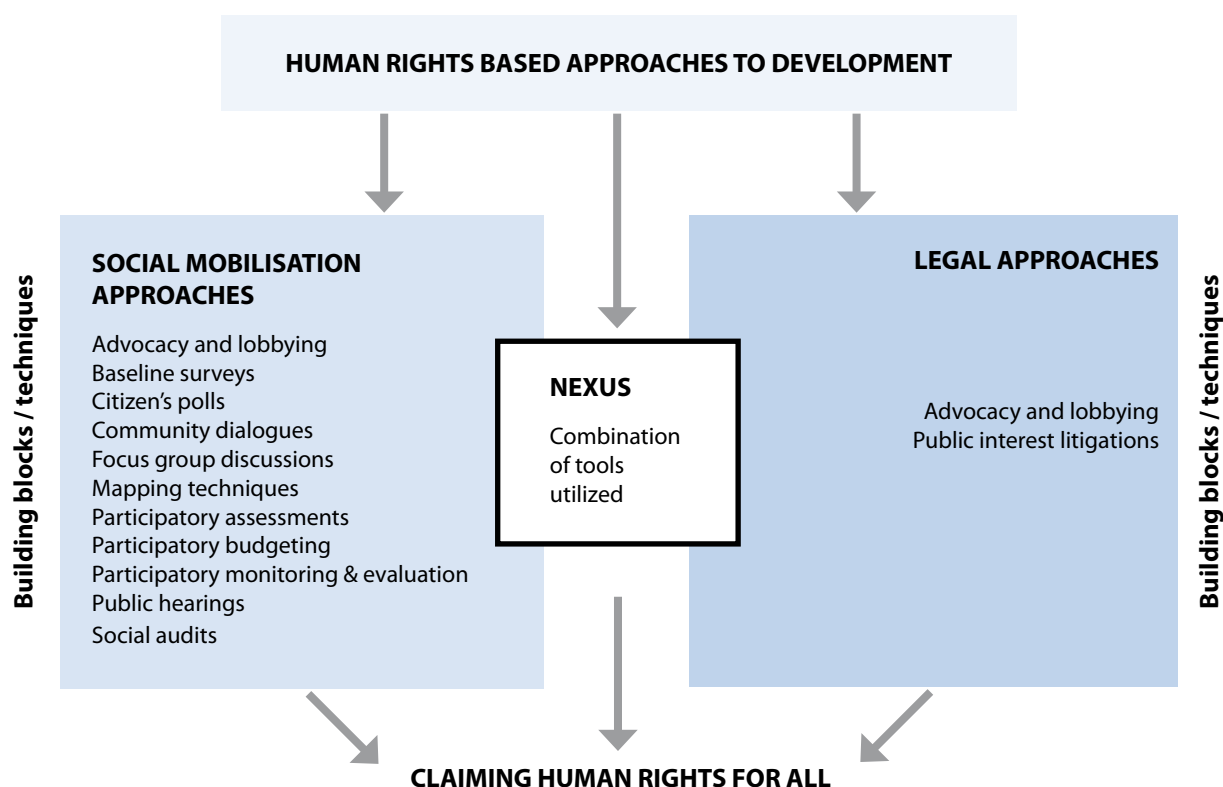 HUMAN RIGHTS BASED APPROACHES TO DEVELOPMENT
Building blocks / techniques
SOCIAL MOBILISATION
APPROACHES
Advocacy and lobbying
Baseline surveys
Citizen's polls
Community dialogues
Focus group discussions
Mapping techniques
Participatory assessments
Participatory budgeting
Participatory monitoring & evaluation
Public hearings
Social audits
NEXUS
Combination
of tools
utilized
LEGAL APPROACHES
Advocacy and lobbying
Public interest litigations
Building blocks / techniques
CLAIMING HUMAN RIGHTS FOR ALL